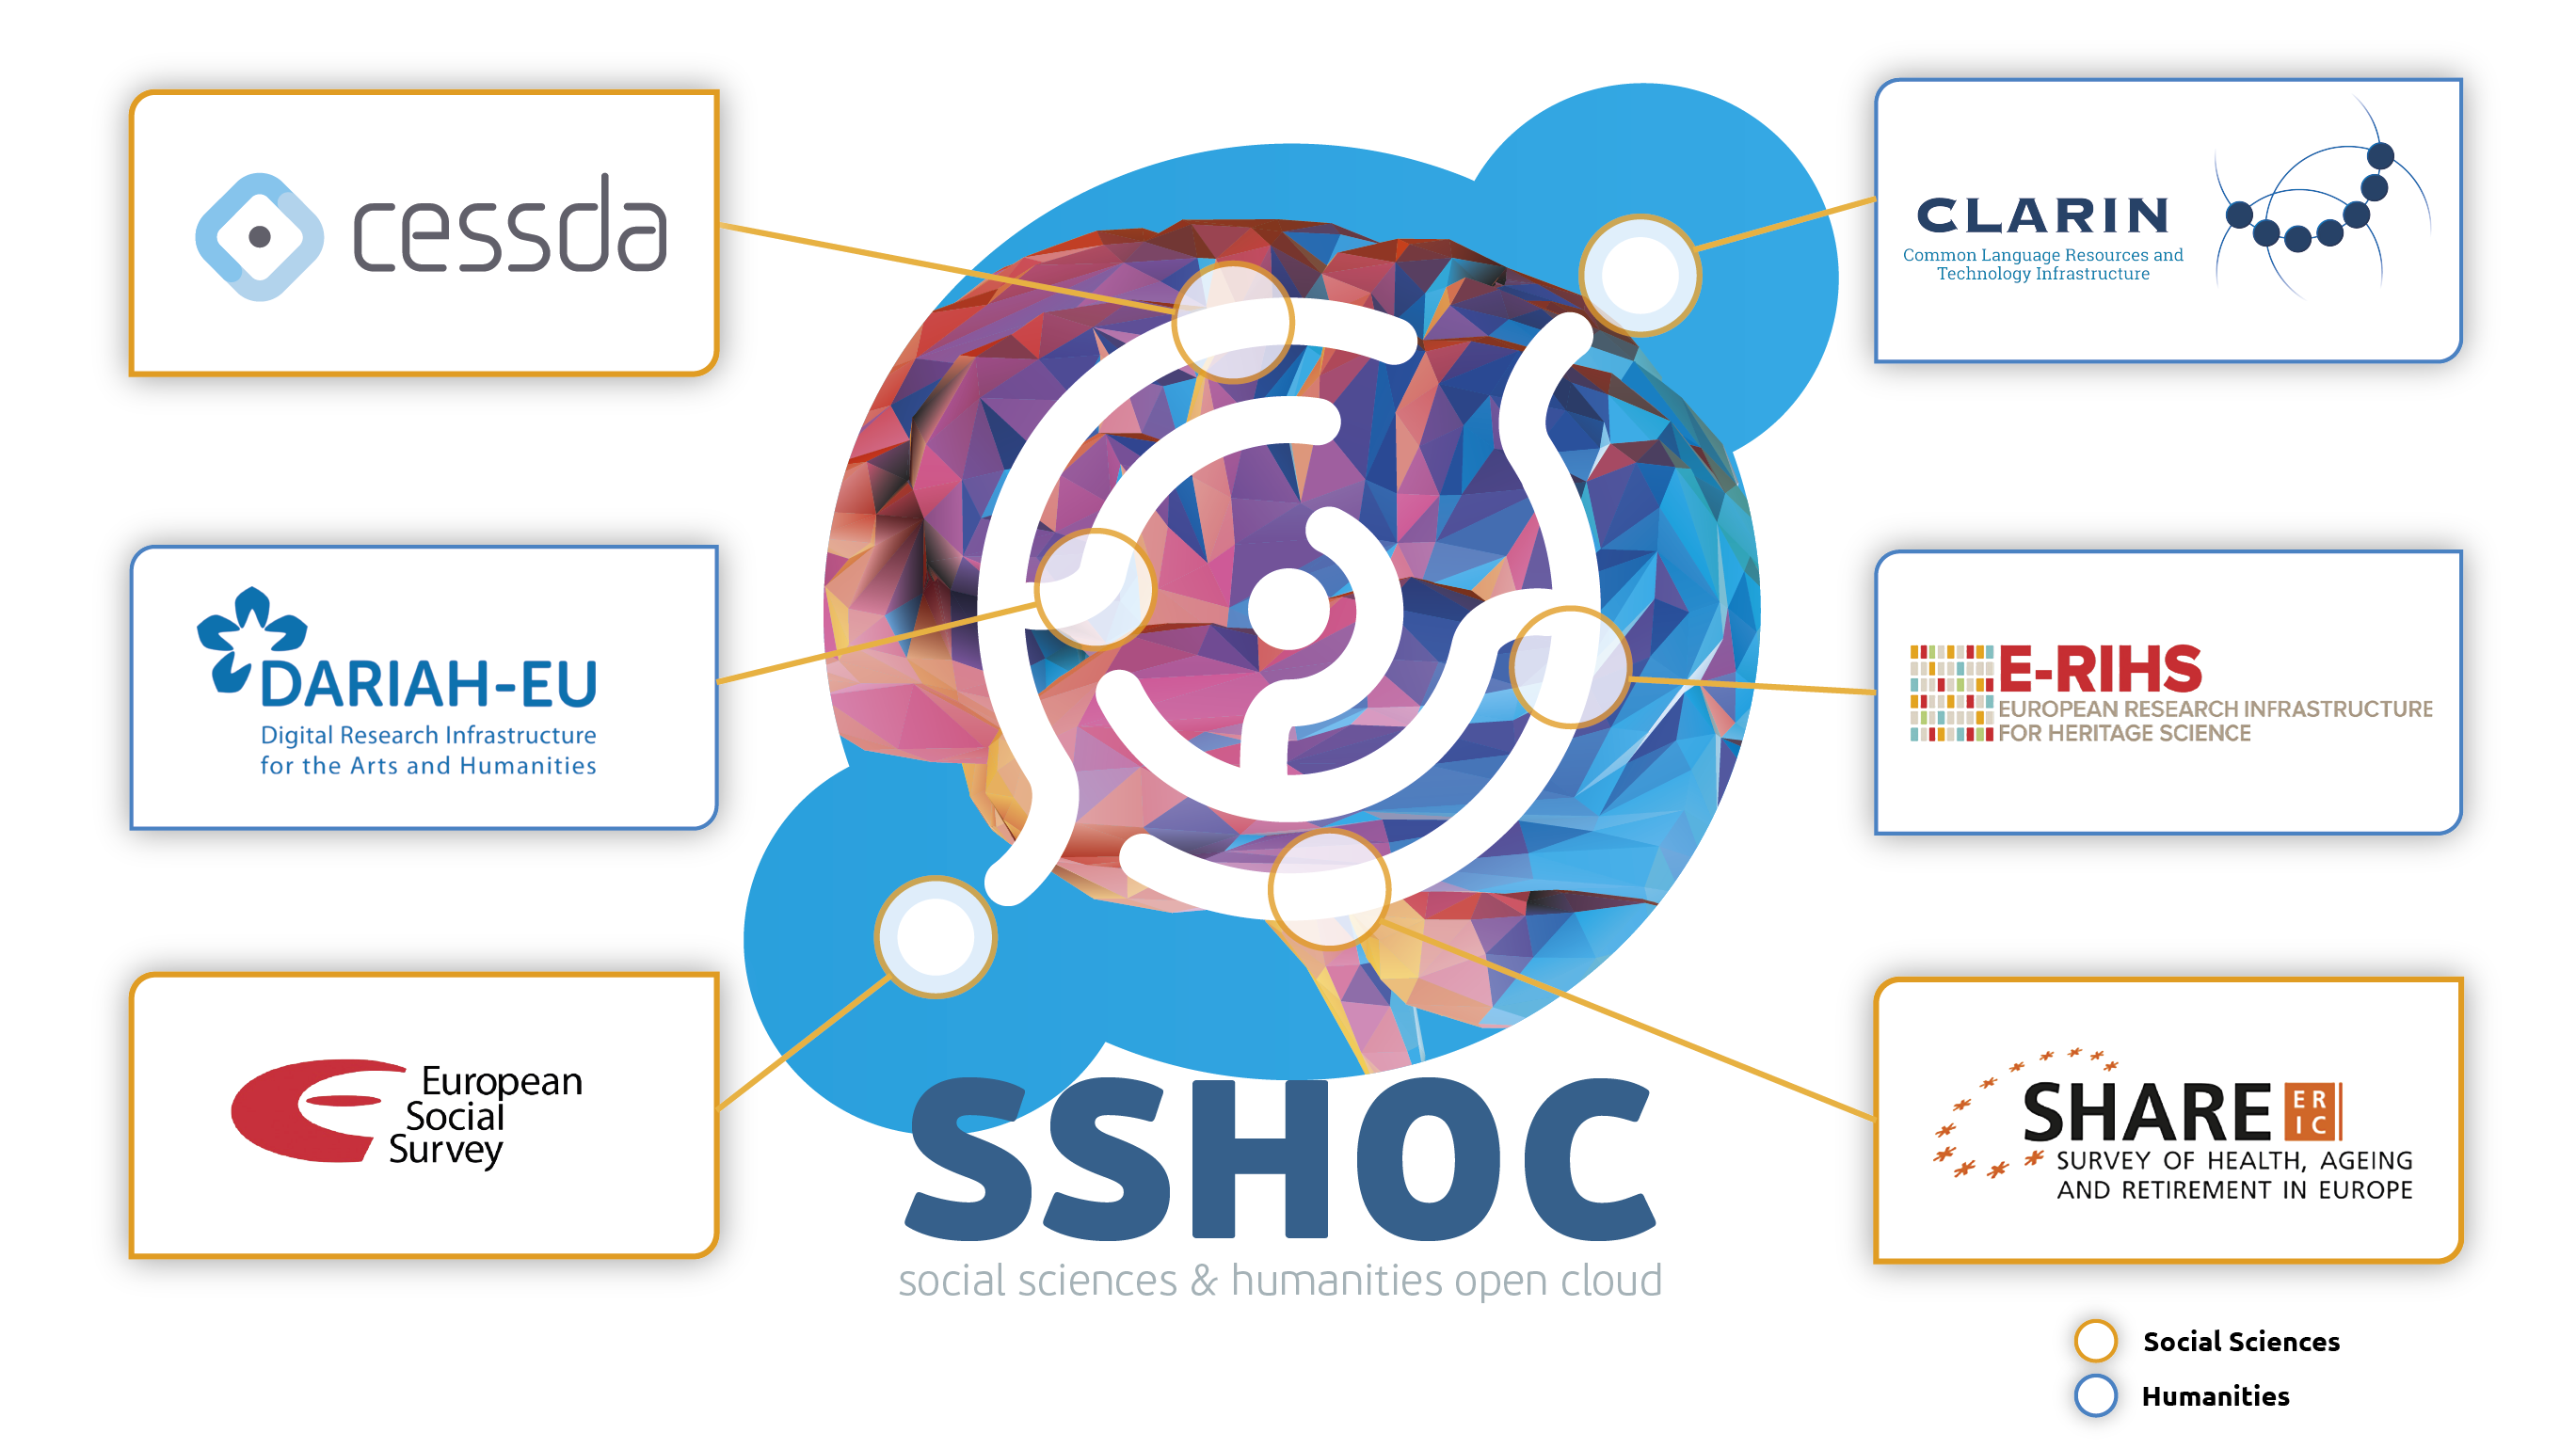 cessda
CLARIN
Common Language Resources and
Technology Infrastructure
DARIAH-EU
Digital Research Infrastructure
for the Arts and Humanities
E-RIHS
EUROPEAN RESEARCH INFRASTRUCTURE
FOR HERITAGE SCIENCE
European
Social
Survey
SHARE
ER
IC
SURVEY OF HEALTH, AGEING
AND RETIREMENT IN EUROPE
SSHOC
social sciences & humanities open cloud
Social Sciences
Humanities